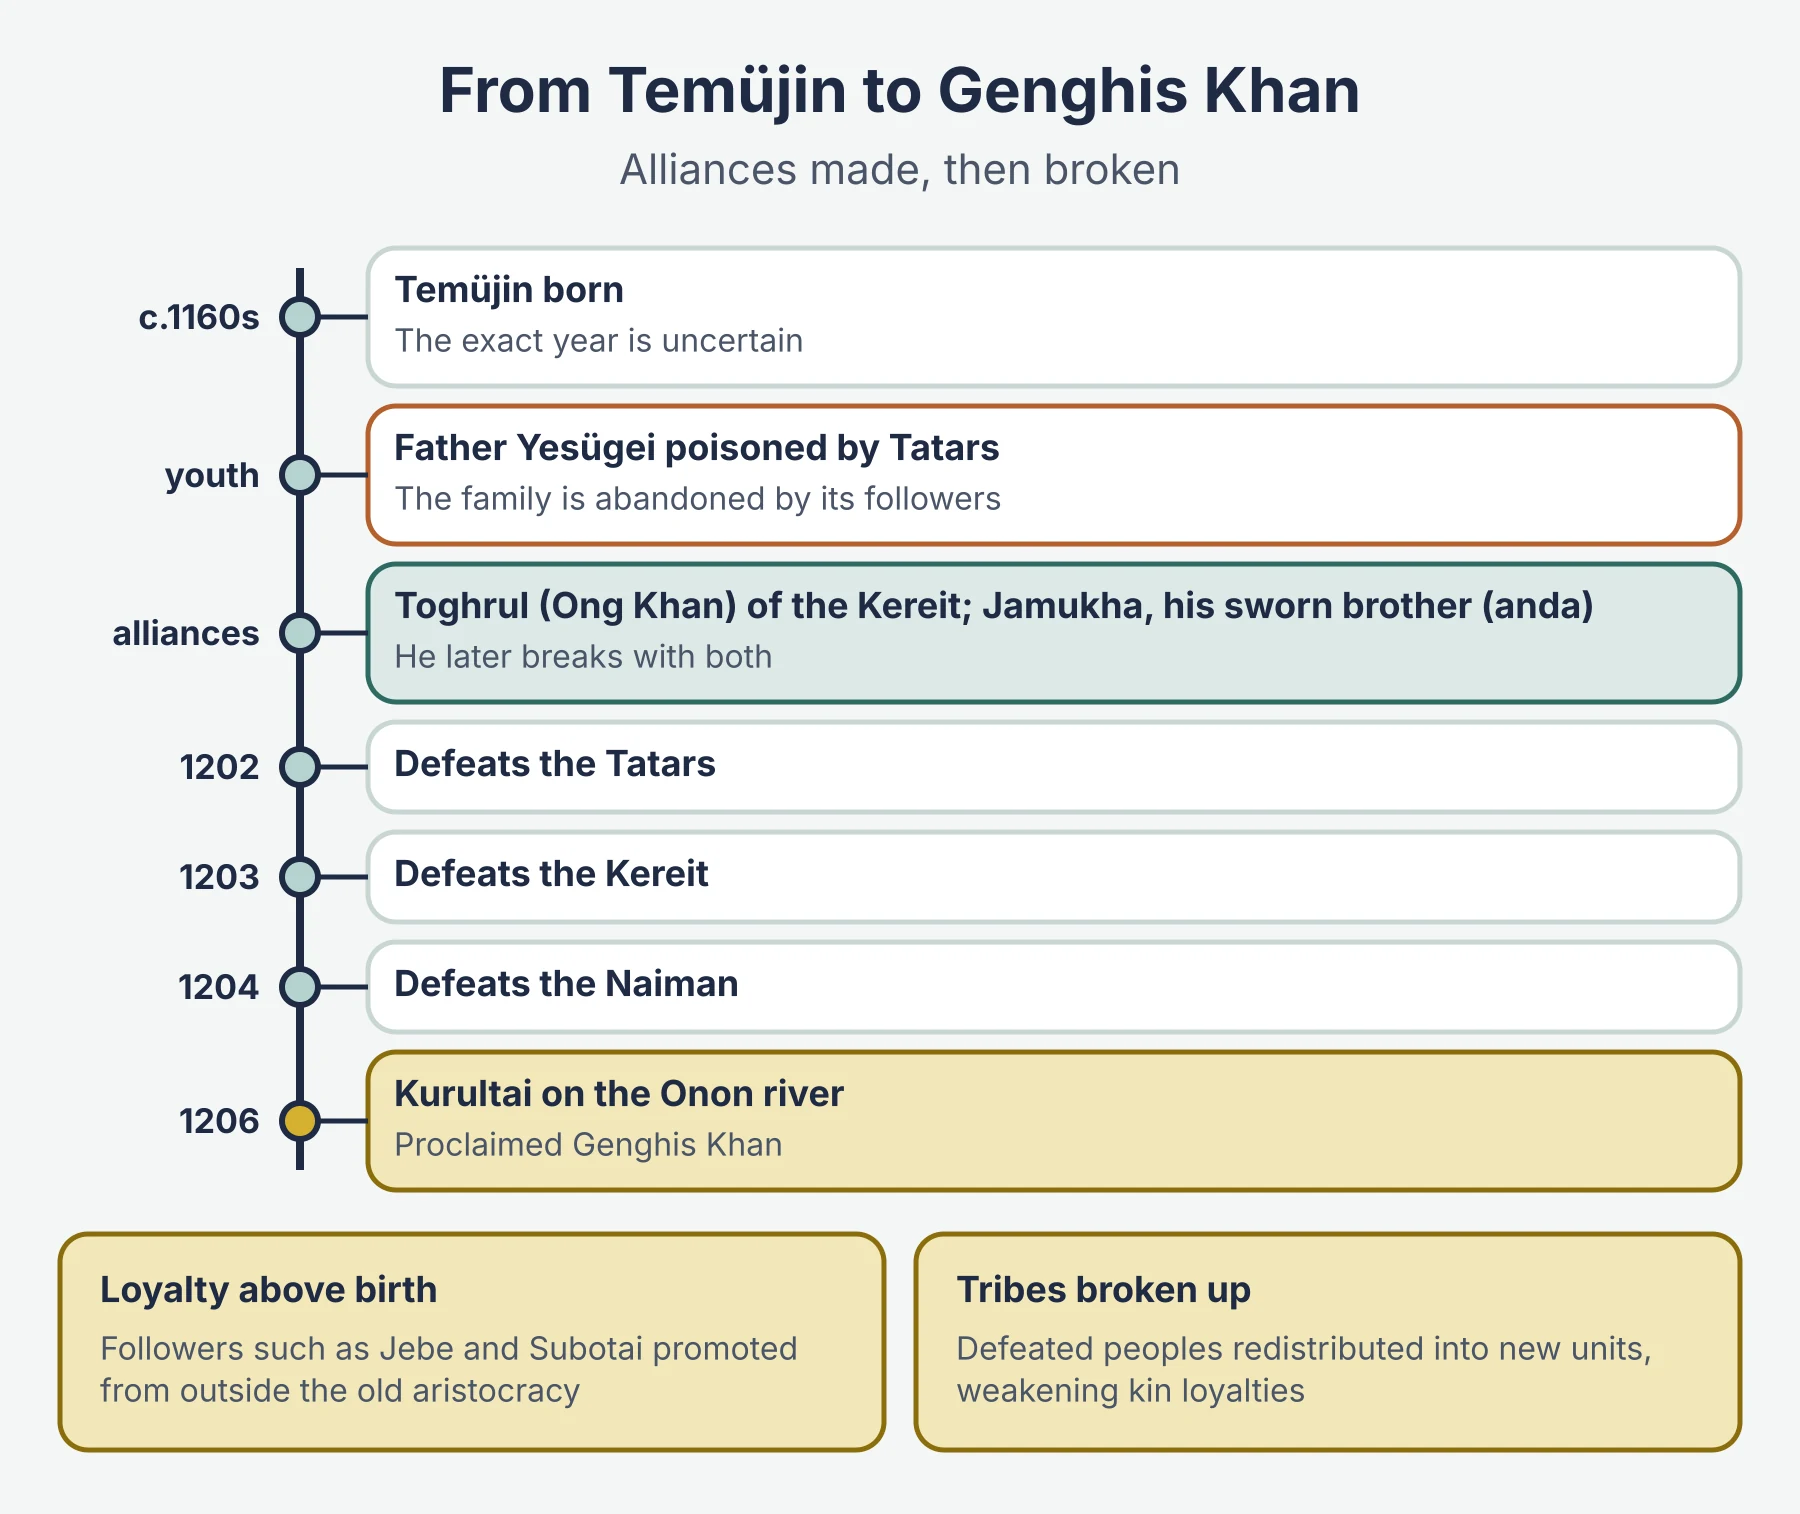 From Temüjin to Genghis Khan
Alliances made, then broken
c.1160s
Temüjin born
The exact year is uncertain
youth
Father Yesügei poisoned by Tatars
The family is abandoned by its followers
alliances
Toghrul (Ong Khan) of the Kereit; Jamukha, his sworn brother (anda)
He later breaks with both
1202
Defeats the Tatars
1203
Defeats the Kereit
1204
Defeats the Naiman
1206
Kurultai on the Onon river
Proclaimed Genghis Khan
Loyalty above birth
Followers such as Jebe and Subotai promoted
from outside the old aristocracy
Tribes broken up
Defeated peoples redistributed into new units,
weakening kin loyalties